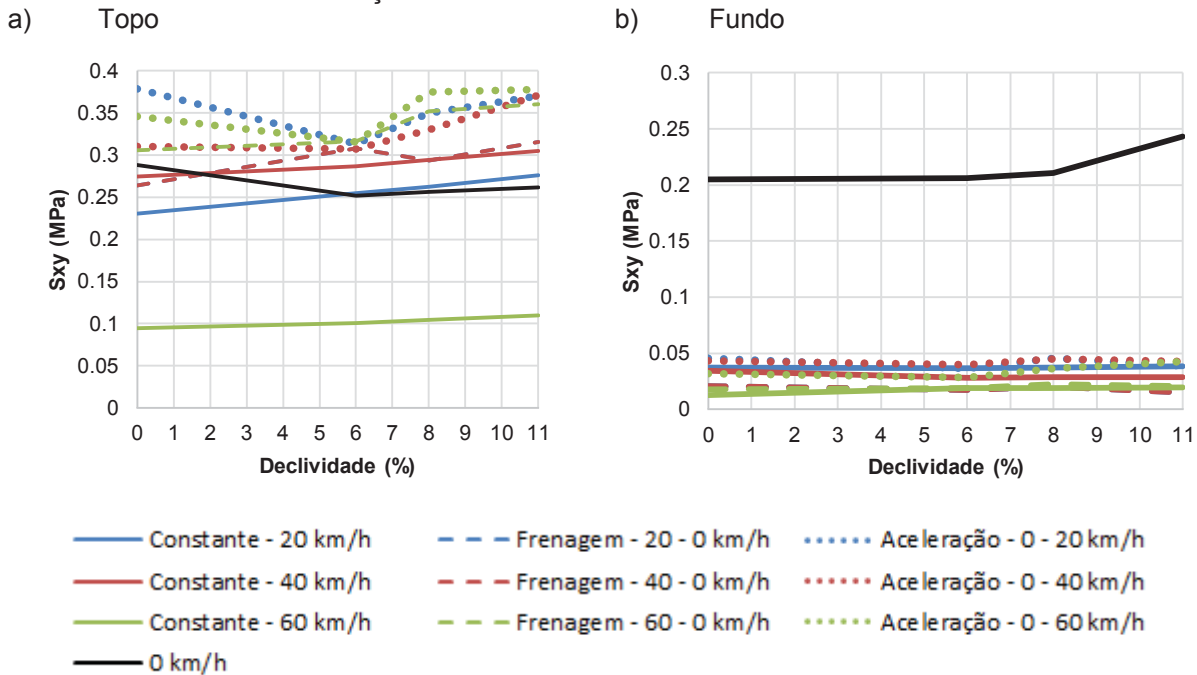 a) Topo
b) Fundo
0.4
0.35
0.3
0.25
0.2
0.15
0.1
0.05
0
Sxy (MPa)
0 1 2 3 4 5 6 7 8 9 10 11
Declividade (%)
0.3
0.25
0.2
0.15
0.1
0.05
0
Sxy (MPa)
0 1 2 3 4 5 6 7 8 9 10 11
Declividade (%)
Constante - 20 km/h
Frenagem - 20 - 0 km/h
Aceleração - 0 - 20 km/h
Constante - 40 km/h
Frenagem - 40 - 0 km/h
Aceleração - 0 - 40 km/h
Constante - 60 km/h
Frenagem - 60 - 0 km/h
Aceleração - 0 - 60 km/h
0 km/h